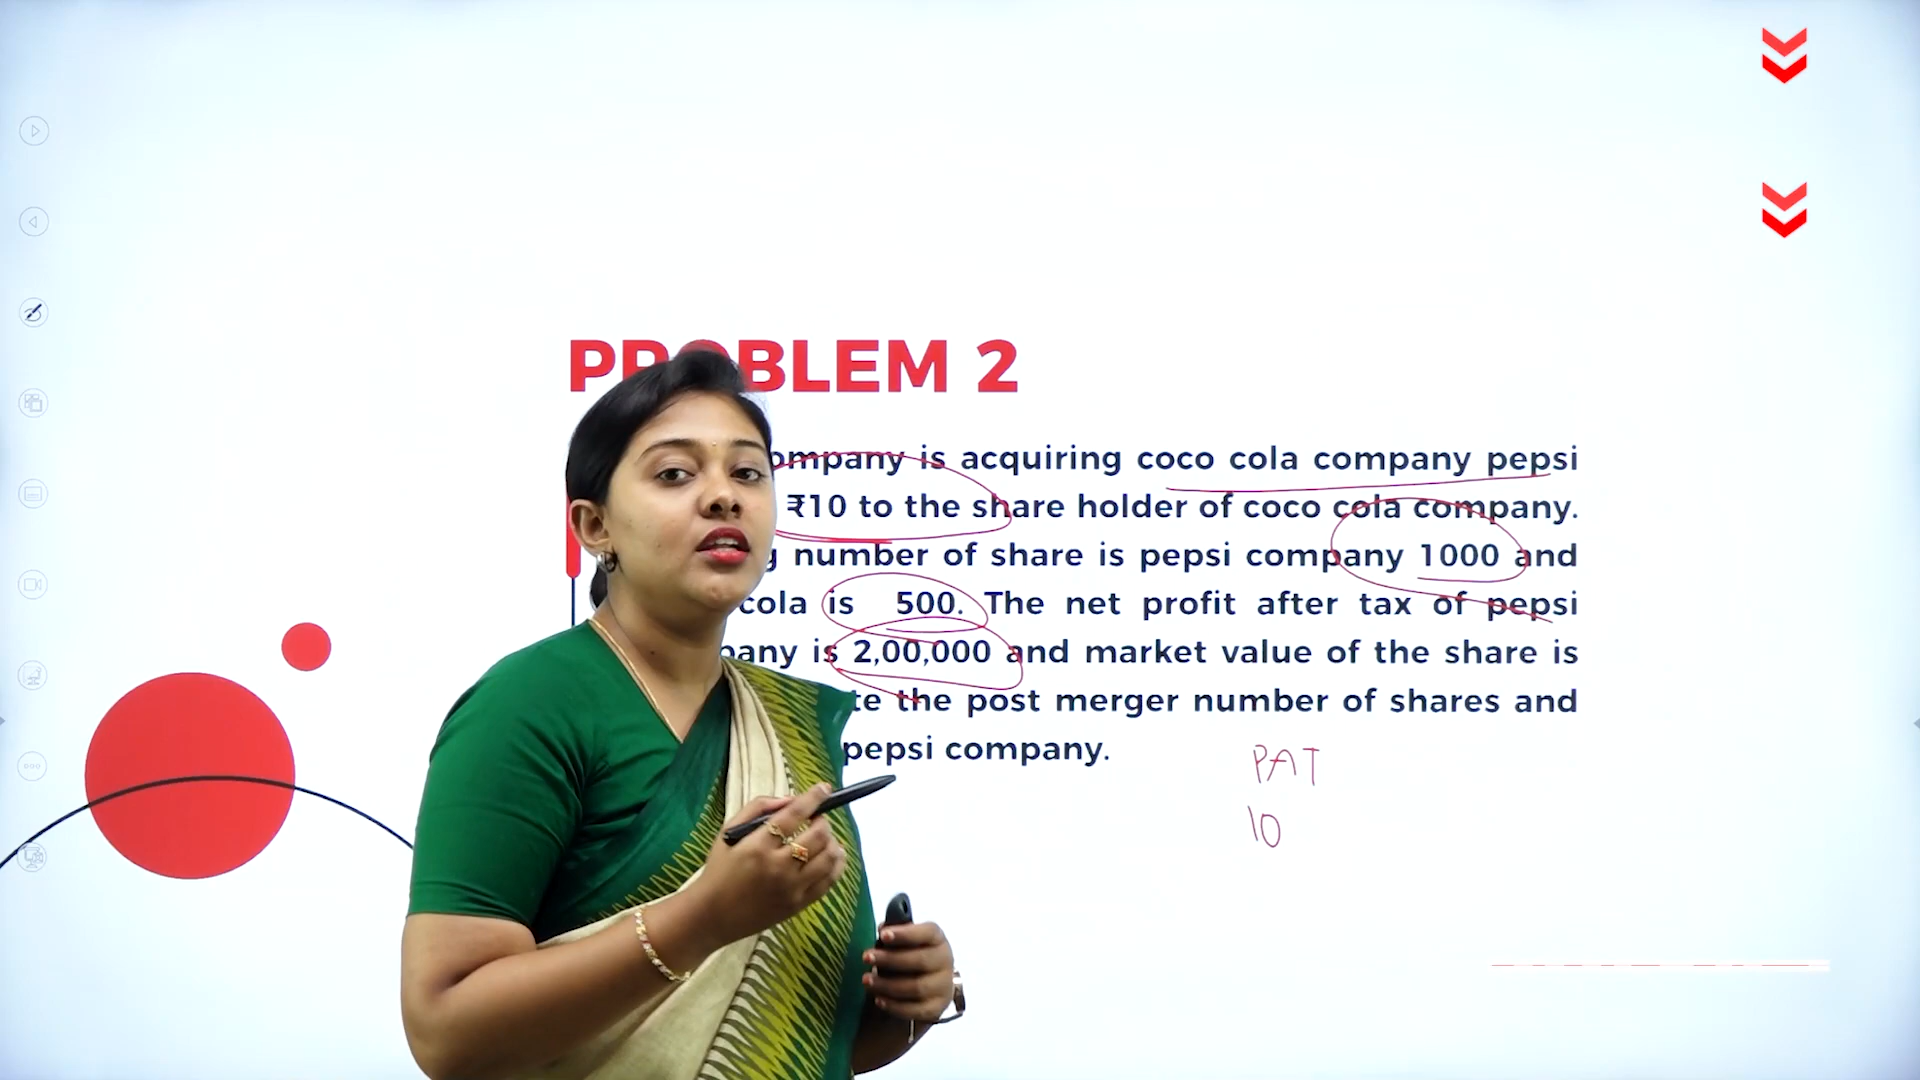 PROBLEM 2
company is acquiring coco cola company pepsi
₹10 to the share holder of coco cola company.
number of share is pepsi company 1000 and
cola is 500. The net profit after tax of pepsi
is 2,00,000 and market value of the share is
the post merger number of shares and
pepsi company.
PAT
10